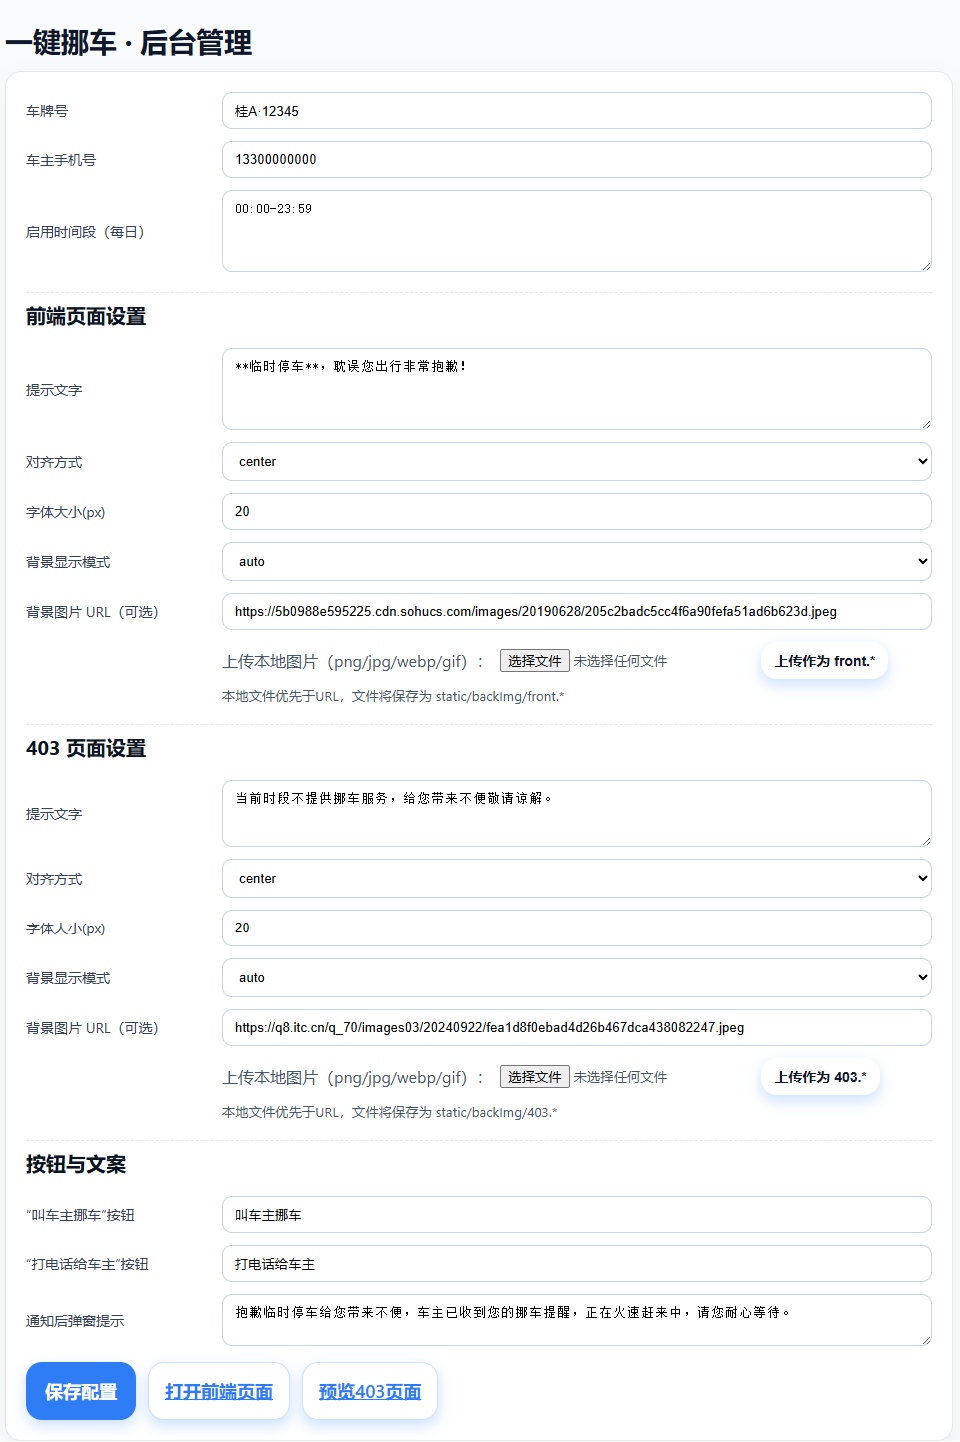 一键挪车 · 后台管理
车牌号
桂A·12345
车主手机号
13300000000
启用时间段（每日）
00:00-23:59
前端页面设置
提示文字
**临时停车**，耽误您出行非常抱歉！
对齐方式
center
字体大小(px)
20
背景显示模式
auto
背景图片 URL（可选）
https://5b0988e595225.cdn.sohucs.com/images/20190628/205c2badc5cc4f6a90fefa51ad6b623d.jpeg
上传本地图片（png/jpg/webp/gif）： 选择文件 未选择任何文件 上传作为 front.*
本地文件优先于URL，文件将保存为 static/backImg/front.*
403 页面设置
提示文字
当前时段不提供挪车服务，给您带来不便敬请谅解。
对齐方式
center
字体人小(px)
20
背景显示模式
auto
背景图片 URL（可选）
https://q8.itc.cn/q_70/images03/20240922/fea1d8f0ebad4d26b467dca438082247.jpeg
上传本地图片（png/jpg/webp/gif）： 选择文件 未选择任何文件 上传作为 403.*
本地文件优先于URL，文件将保存为 static/backImg/403.*
按钮与文案
“叫车主挪车”按钮
叫车主挪车
“打电话给车主”按钮
打电话给车主
通知后弹窗提示
抱歉临时停车给您带来不便，车主已收到您的挪车提醒，正在火速赶来中，请您耐心等待。
保存配置 打开前端页面 预览403页面